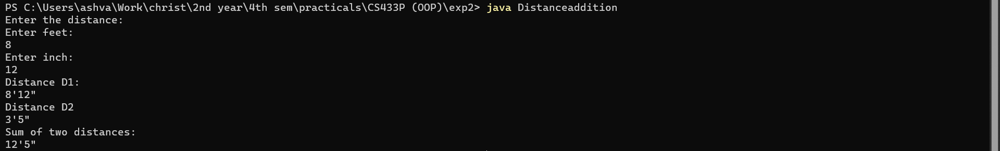 PS C:\Users\ashva\Work\christ\2nd year\4th sem\practicals\CS433P (OOP)\exp2> java Distanceaddition
Enter the distance:
Enter feet:
8
Enter inch:
12
Distance D1:
8'12"
Distance D2
3'5"
Sum of two distances:
12'5"